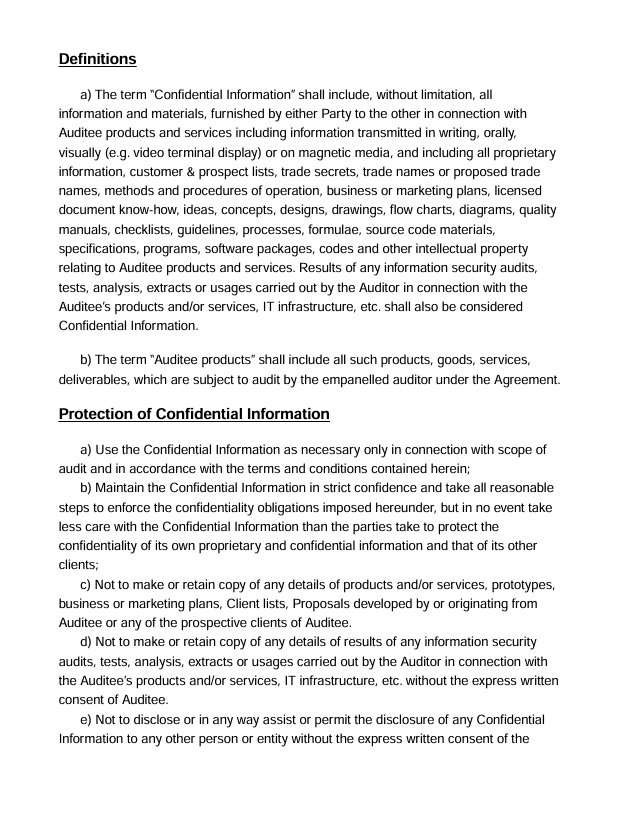 Definitions
a) The term “Confidential Information” shall include, without limitation, all
information and materials, furnished by either Party to the other in connection with
Auditee products and services including information transmitted in writing, orally,
visually (e.g. video terminal display) or on magnetic media, and including all proprietary
information, customer & prospect lists, trade secrets, trade names or proposed trade
names, methods and procedures of operation, business or marketing plans, licensed
document know-how, ideas, concepts, designs, drawings, flow charts, diagrams, quality
manuals, checklists, guidelines, processes, formulae, source code materials,
specifications, programs, software packages, codes and other intellectual property
relating to Auditee products and services. Results of any information security audits,
tests, analysis, extracts or usages carried out by the Auditor in connection with the
Auditee’s products and/or services, IT infrastructure, etc. shall also be considered
Confidential Information.
b) The term “Auditee products” shall include all such products, goods, services,
deliverables, which are subject to audit by the empanelled auditor under the Agreement.
Protection of Confidential Information
a) Use the Confidential Information as necessary only in connection with scope of
audit and in accordance with the terms and conditions contained herein;
b) Maintain the Confidential Information in strict confidence and take all reasonable
steps to enforce the confidentiality obligations imposed hereunder, but in no event take
less care with the Confidential Information than the parties take to protect the
confidentiality of its own proprietary and confidential information and that of its other
clients;
c) Not to make or retain copy of any details of products and/or services, prototypes,
business or marketing plans, Client lists, Proposals developed by or originating from
Auditee or any of the prospective clients of Auditee.
d) Not to make or retain copy of any details of results of any information security
audits, tests, analysis, extracts or usages carried out by the Auditor in connection with
the Auditee’s products and/or services, IT infrastructure, etc. without the express written
consent of Auditee.
e) Not to disclose or in any way assist or permit the disclosure of any Confidential
Information to any other person or entity without the express written consent of the